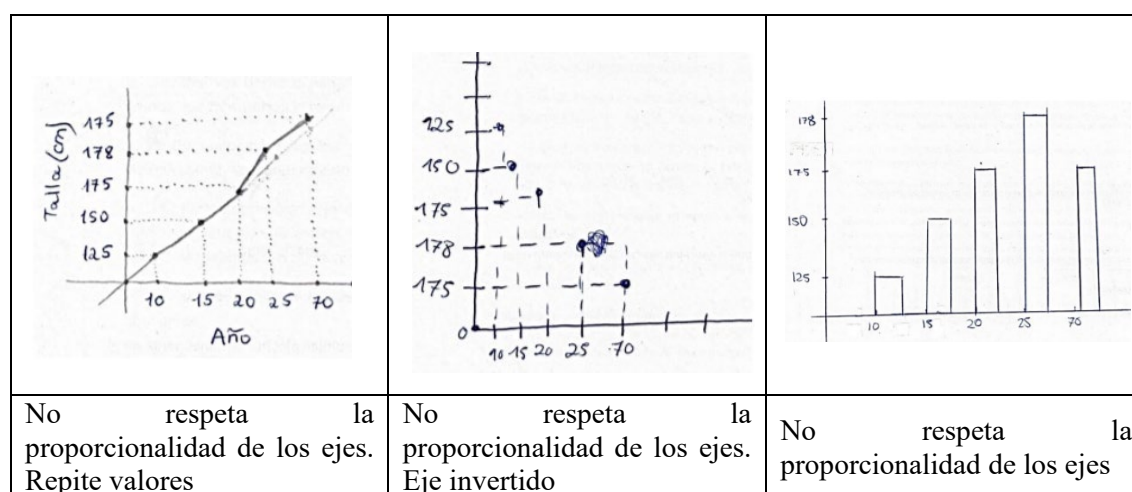 Talla (cm)
175
178
175
150
125
10 15 20 25 70
Año
125
150
175
178
175
0
10 15 20 25 70
178
175
150
125
10 15 20 25 70
No respeta la
proporcionalidad de los ejes.
Repite valores
No respeta la
proporcionalidad de los ejes.
Eje invertido
No respeta la
proporcionalidad de los ejes